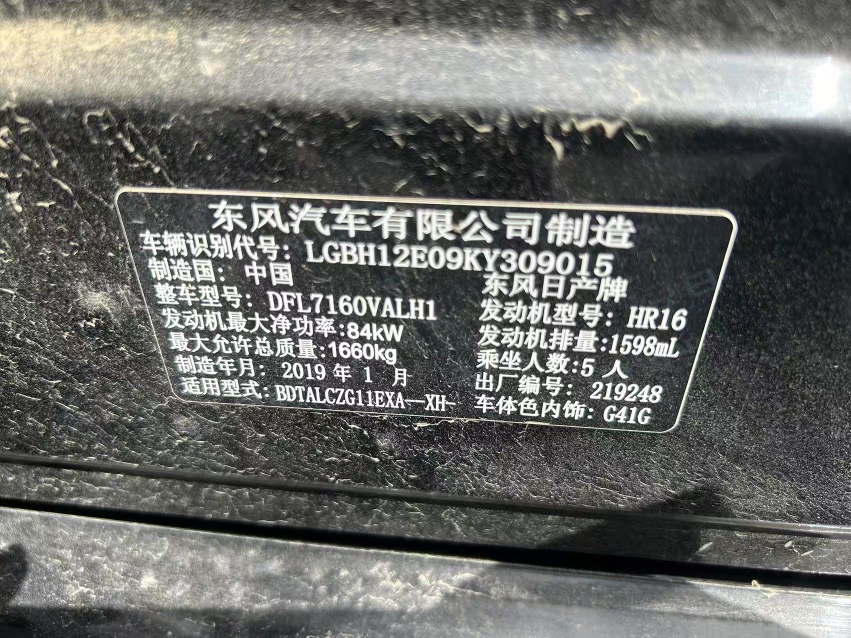 东风汽车有限公司制造
车辆识别代号: LGBH12E09KY309015
制造国: 中国 东风日产牌
整车型号: DFL7160VALH1 发动机型号: HR16
发动机最大净功率:84kW 发动机排量:1598mL
最大允许总质量:1660kg 乘坐人数:5 人
制造年月: 2019 年 1 月 出厂编号: 219248
适用型式: BDTALCZG11EXA—XH- 车体色内饰: G41G